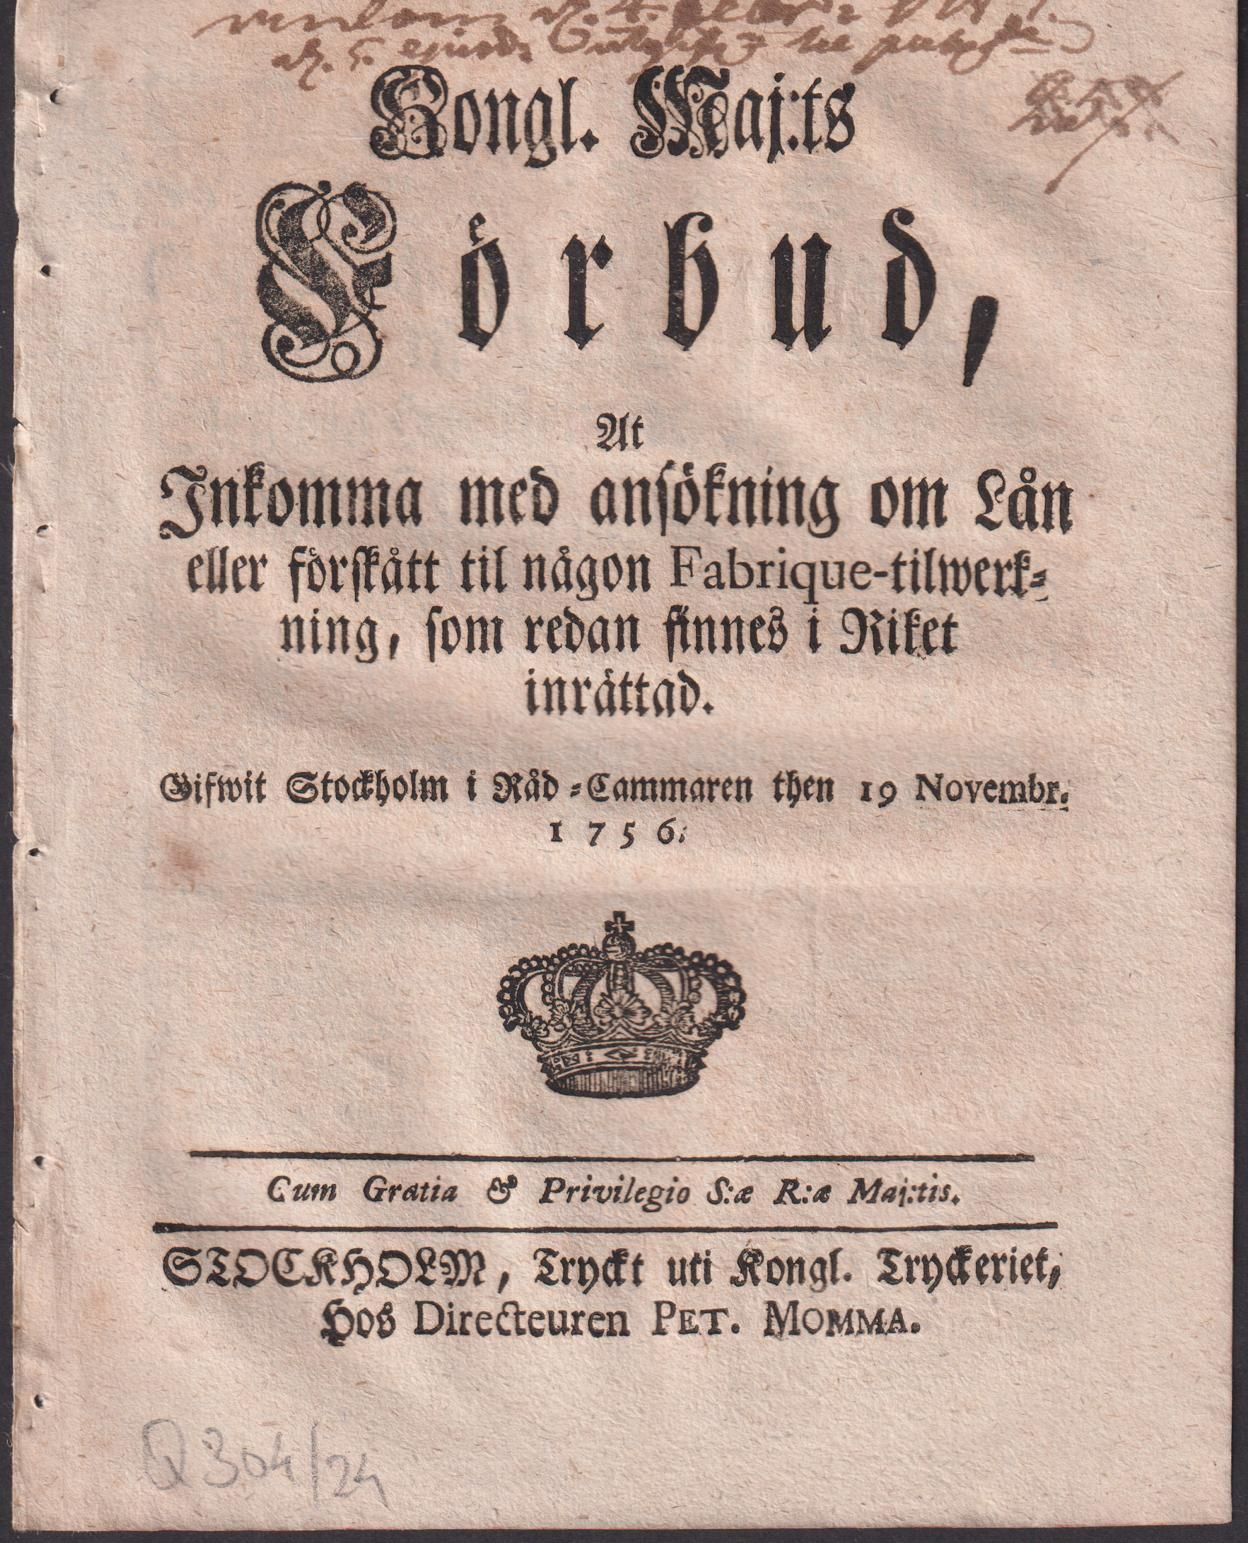 Kongl. Maj:ts
Förbud,
At
Inkomma med ansökning om Lån
eller förskått til någon Fabrique-tilwerk-
ning, som redan finnes i Riket
inrättad.
Gifwit Stockholm i Råd-Cammaren then 19 Novembr.
1756.
Cum Gratia & Privilegio S:æ R:æ Maj:tis.
STOCKHOLM, Tryckt uti Kongl. Tryckeriet,
Hos Directeuren PET. MOMMA.
Q 304/24